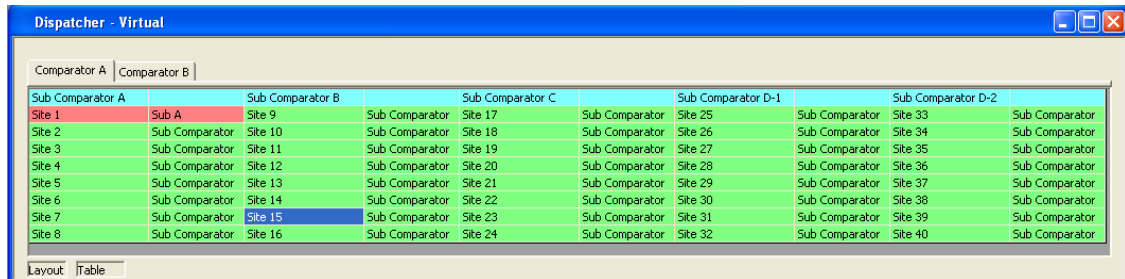 Dispatcher - Virtual
Comparator A Comparator B
Sub Comparator A Sub Comparator B Sub Comparator C Sub Comparator D-1 Sub Comparator D-2
Site 1 Sub A Site 9 Sub Comparator Site 17 Sub Comparator Site 25 Sub Comparator Site 33 Sub Comparator
Site 2 Sub Comparator Site 10 Sub Comparator Site 18 Sub Comparator Site 26 Sub Comparator Site 34 Sub Comparator
Site 3 Sub Comparator Site 11 Sub Comparator Site 19 Sub Comparator Site 27 Sub Comparator Site 35 Sub Comparator
Site 4 Sub Comparator Site 12 Sub Comparator Site 20 Sub Comparator Site 28 Sub Comparator Site 36 Sub Comparator
Site 5 Sub Comparator Site 13 Sub Comparator Site 21 Sub Comparator Site 29 Sub Comparator Site 37 Sub Comparator
Site 6 Sub Comparator Site 14 Sub Comparator Site 22 Sub Comparator Site 30 Sub Comparator Site 38 Sub Comparator
Site 7 Sub Comparator Site 15 Sub Comparator Site 23 Sub Comparator Site 31 Sub Comparator Site 39 Sub Comparator
Site 8 Sub Comparator Site 16 Sub Comparator Site 24 Sub Comparator Site 32 Sub Comparator Site 40 Sub Comparator
Layout Table